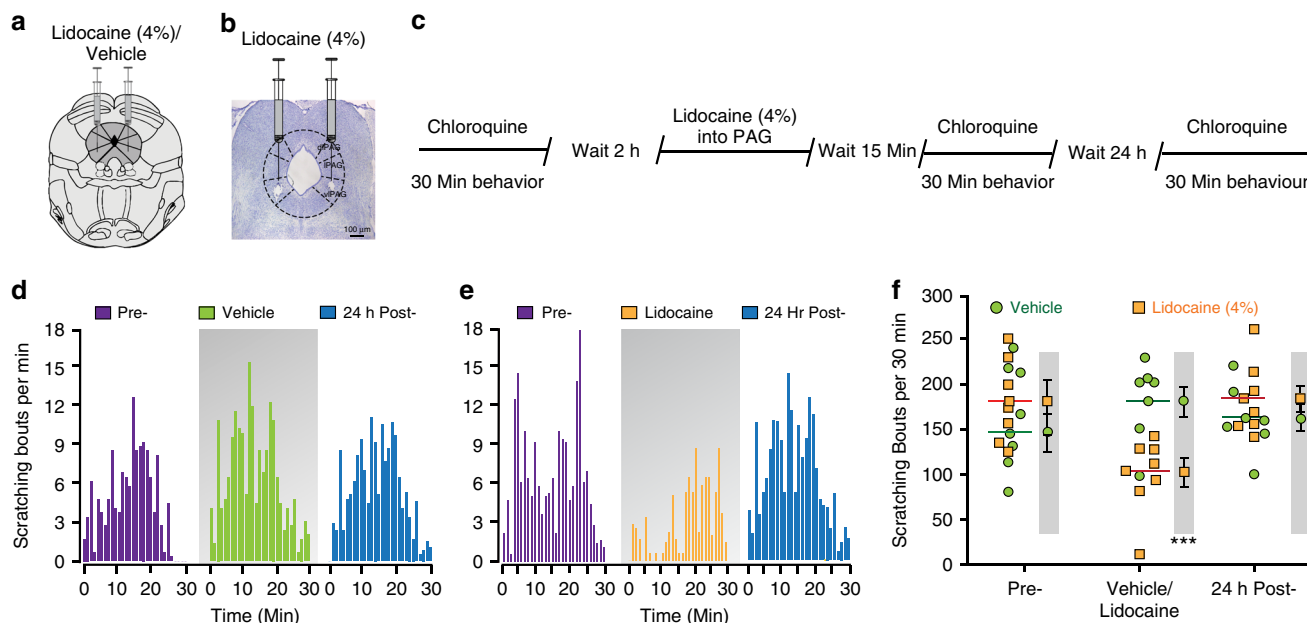 a
Lidocaine (4%)/
Vehicle
b
Lidocaine (4%)
dlPAG
lPAG
vlPAG
100 µm
c
Chloroquine
30 Min behavior
Wait 2 h
Lidocaine (4%)
into PAG
Wait 15 Min
Chloroquine
30 Min behavior
Wait 24 h
Chloroquine
30 Min behaviour
d
Pre-
Vehicle
24 h Post-
Scratching bouts per min
18
15
12
9
6
3
0
0 10 20 30 0 10 20 30 0 10 20 30
Time (Min)
e
Pre-
Lidocaine
24 Hr Post-
18
15
12
9
6
3
0
0 10 20 30 0 10 20 30 0 10 20 30
Time (Min)
f
Vehicle
Lidocaine (4%)
Scratching Bouts per 30 min
300
250
200
150
100
50
0
***
Pre-
Vehicle/
Lidocaine
24 h Post-